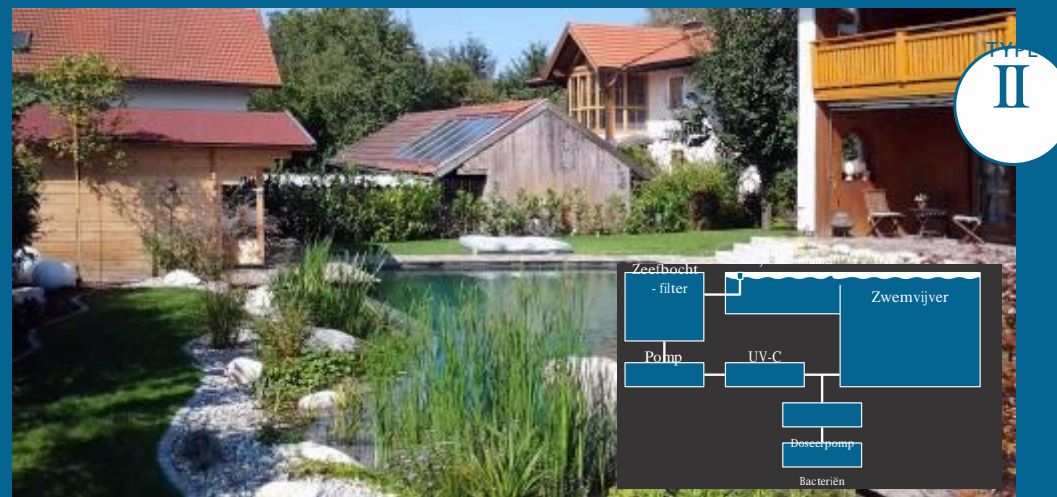 TYPE
II
Zeefbocht
- filter
Zwemvijver
Pomp
UV-C
Doseerpomp
Bacteriën